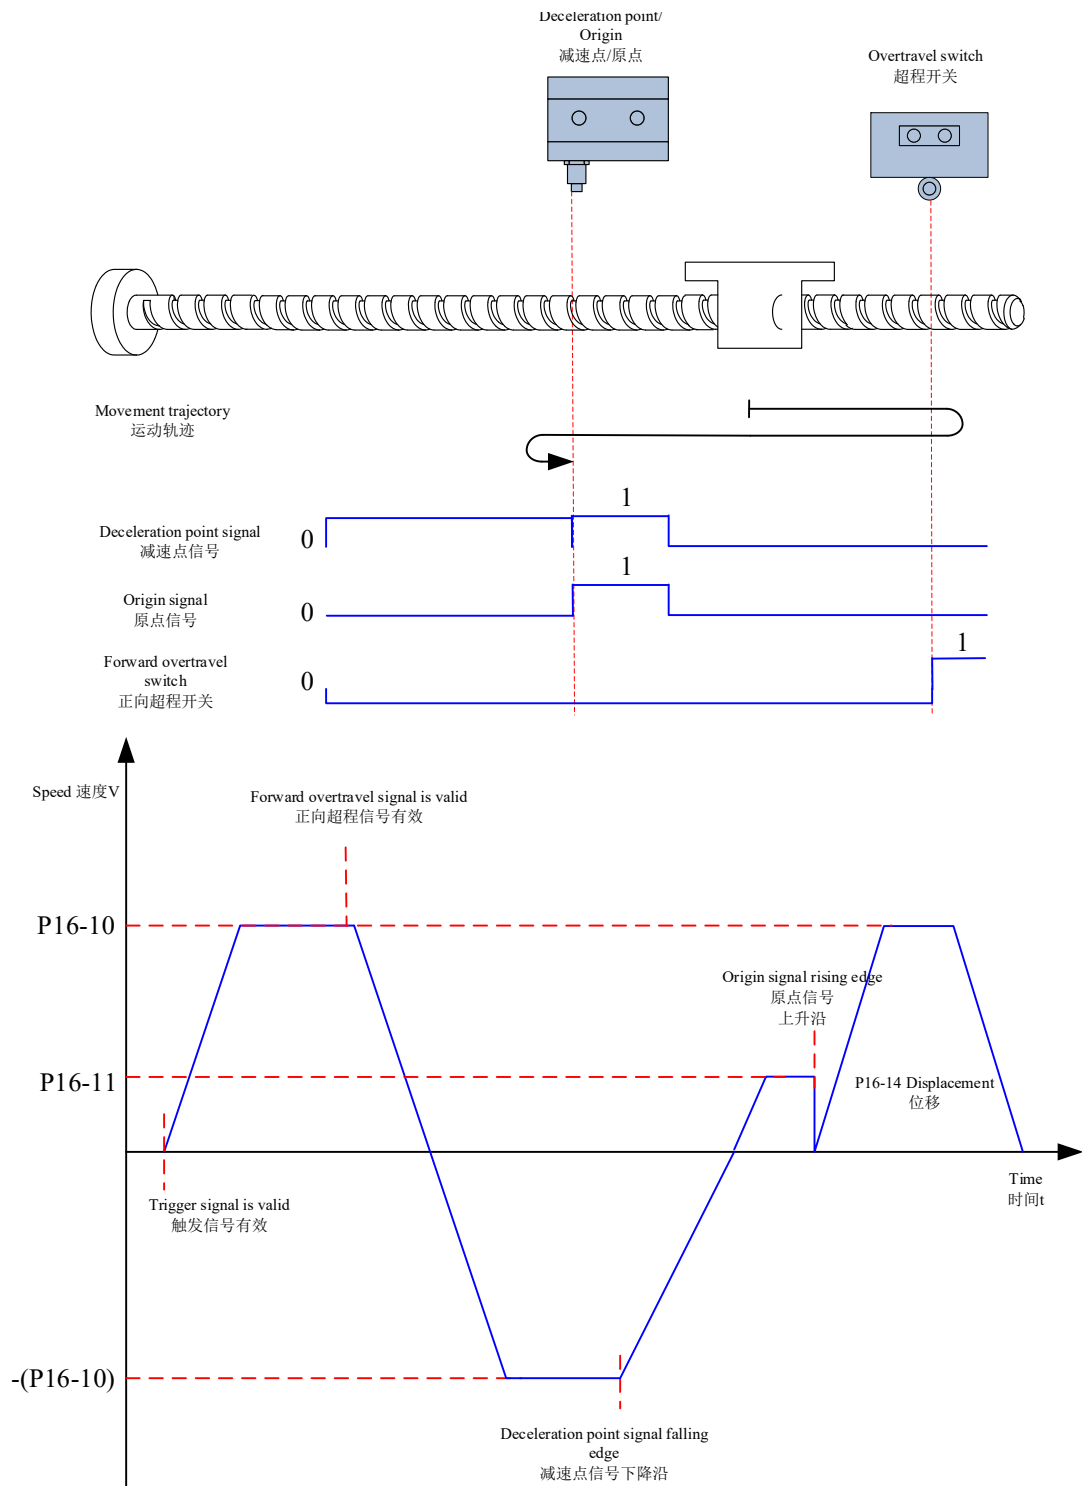 Deceleration point/
Origin
减速点/原点
Overtravel switch
超程开关
Movement trajectory
运动轨迹
1
Deceleration point signal
减速点信号
0
1
Origin signal
原点信号
0
Forward overtravel
switch
正向超程开关
0
1
Speed 速度V
Forward overtravel signal is valid
正向超程信号有效
P16-10
Origin signal rising edge
原点信号
上升沿
P16-11
P16-14 Displacement
位移
Trigger signal is valid
触发信号有效
Time
时间t
-(P16-10)
Deceleration point signal falling
edge
减速点信号下降沿